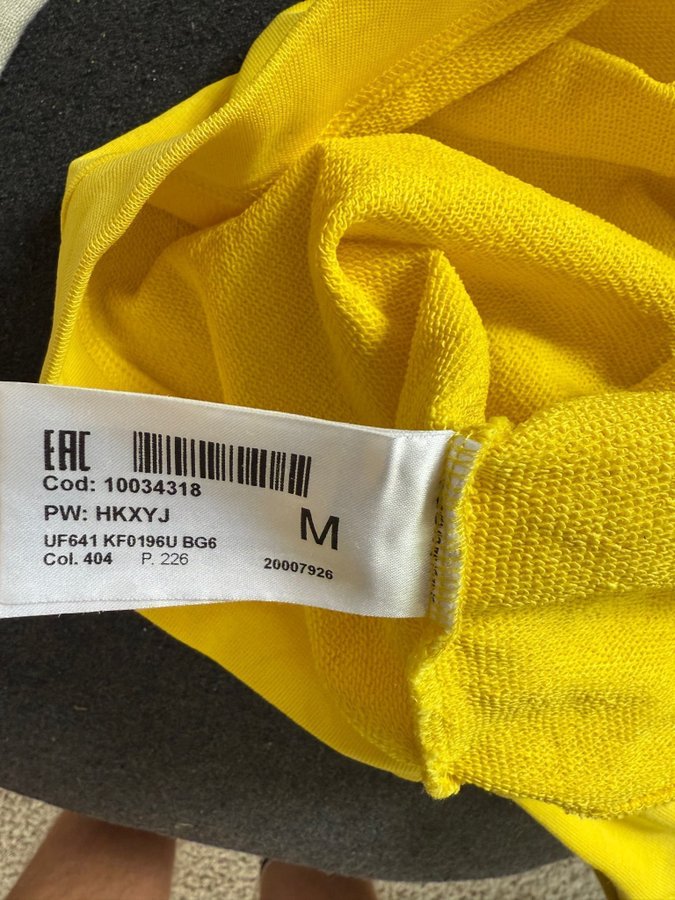 EAC
Cod: 10034318
PW: HKXYJ
M
UF641 KF0196U BG6
Col. 404 P. 226
20007926